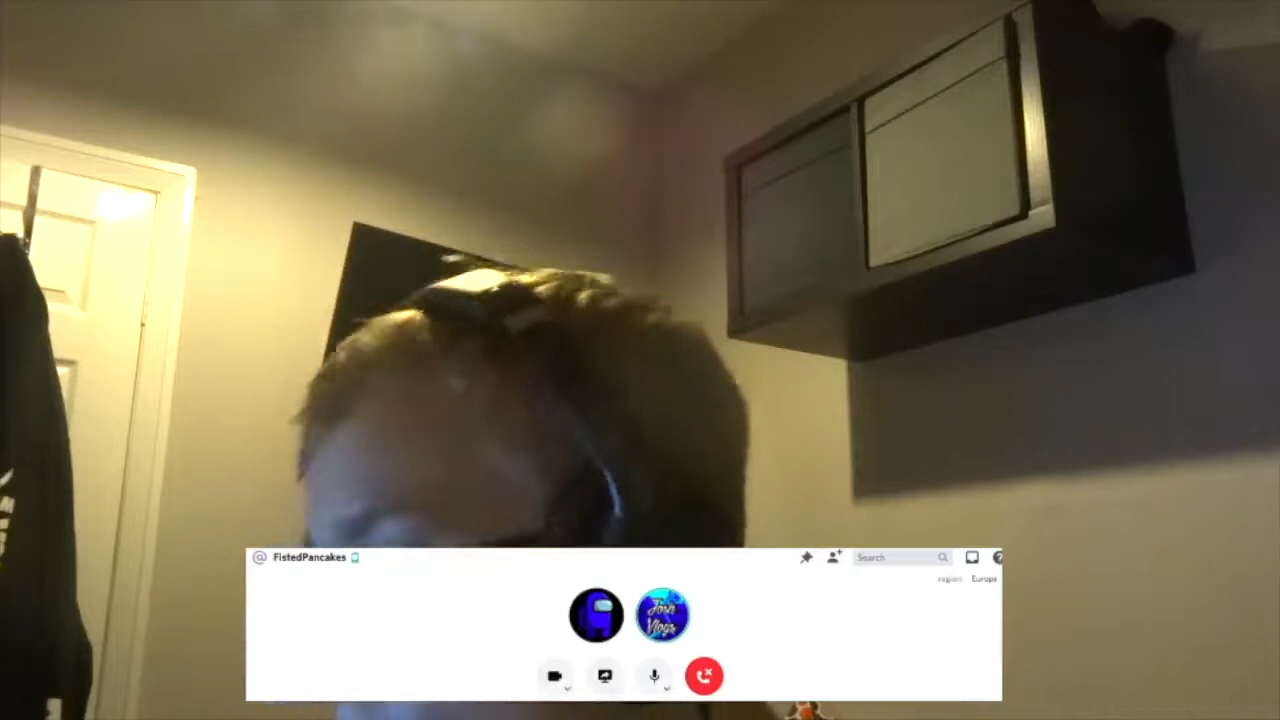 FistedPancakes
Search
region Europe
Josh
Vlogs